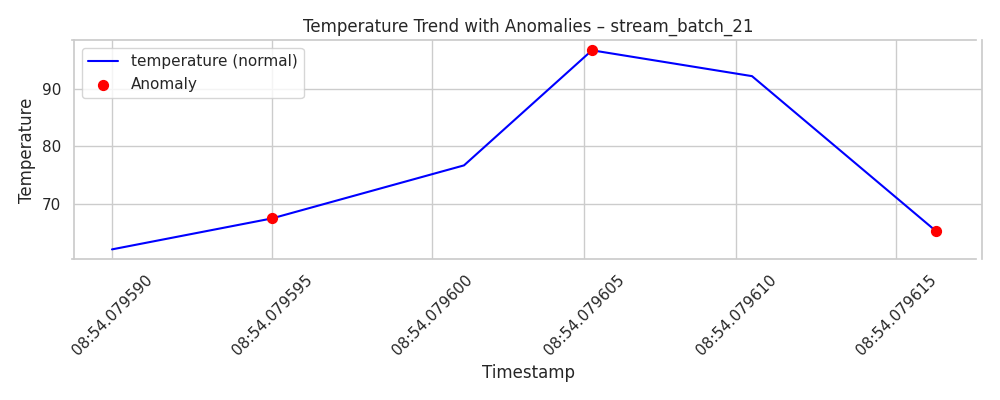 Temperature Trend with Anomalies – stream_batch_21
temperature (normal)
Anomaly
Temperature
90
80
70
08:54.079590
08:54.079595
08:54.079600
08:54.079605
08:54.079610
08:54.079615
Timestamp